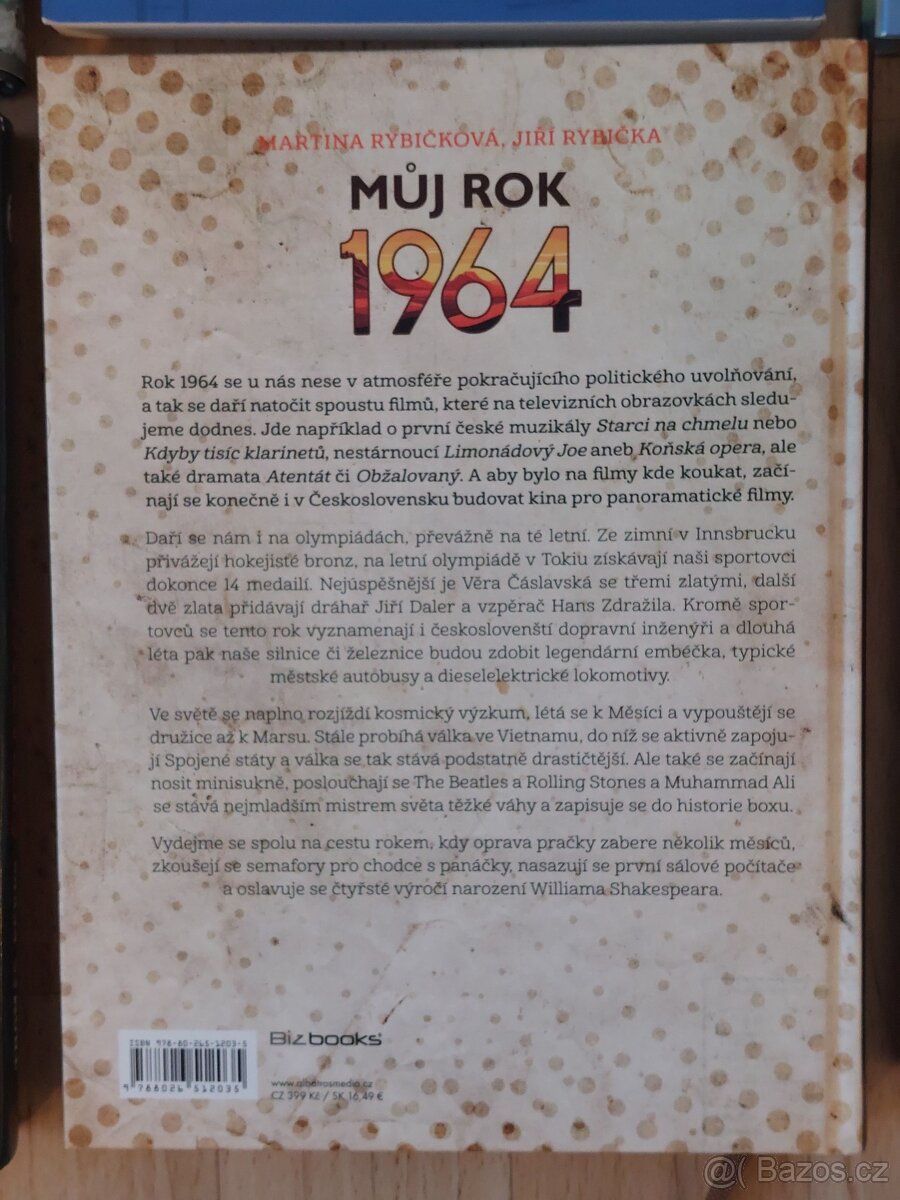 MARTINA RYBIČKOVÁ, JIŘÍ RYBIČKA
MŮJ ROK
1964
Rok 1964 se u nás nese v atmosféře pokračujícího politického uvolňování,
a tak se daří natočit spoustu filmů, které na televizních obrazovkách sledu-
jeme dodnes. Jde například o první české muzikály Starci na chmelu nebo
Kdyby tisíc klarinetů, nestárnoucí Limonádový Joe aneb Koňská opera, ale
také dramata Atentát či Obžalovaný. A aby bylo na filmy kde koukat, začí-
nají se konečně i v Československu budovat kina pro panoramatické filmy.
Daří se nám i na olympiádách, převážně na té letní. Ze zimní v Innsbrucku
přivážejí hokejisté bronz, na letní olympiádě v Tokiu získávají naši sportovci
dokonce 14 medailí. Nejúspěšnější je Věra Čáslavská se třemi zlatými, další
dvě zlata přidávají dráhař Jiří Daler a vzpěrač Hans Zdražila. Kromě spor-
tovců se tento rok vyznamenají i českoslovenští dopravní inženýři a dlouhá
léta pak naše silnice či železnice budou zdobit legendární embéčka, typické
městské autobusy a dieselelektrické lokomotivy.
Ve světě se naplno rozjíždí kosmický výzkum, létá se k Měsíci a vypouštějí se
družice až k Marsu. Stále probíhá válka ve Vietnamu, do níž se aktivně zapoju-
jí Spojené státy a válka se tak stává podstatně drastičtější. Ale také se začínají
nosit minisukně, poslouchají se The Beatles a Rolling Stones a Muhammad Ali
se stává nejmladším mistrem světa těžké váhy a zapisuje se do historie boxu.
Vydejme se spolu na cestu rokem, kdy oprava pračky zabere několik měsíců,
zkoušejí se semafory pro chodce s panáčky, nasazují se první sálové počítače
a oslavuje se čtyřsté výročí narození Williama Shakespeara.
ISBN 978-80-265-1203-5
9 788026 512035
Bizbooks
www.albatrosmedia.cz
CZ 399 Kč / SK 16,49 €
@( Bazos.cz